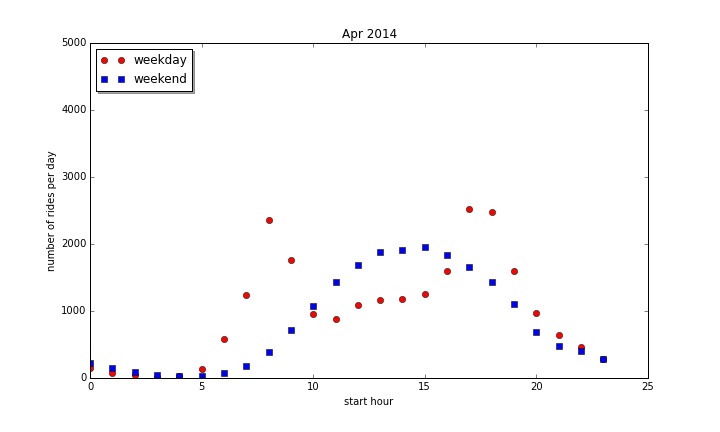 Apr 2014
weekday
weekend
5000
4000
3000
2000
1000
0
number of rides per day
0 5 10 15 20 25
start hour